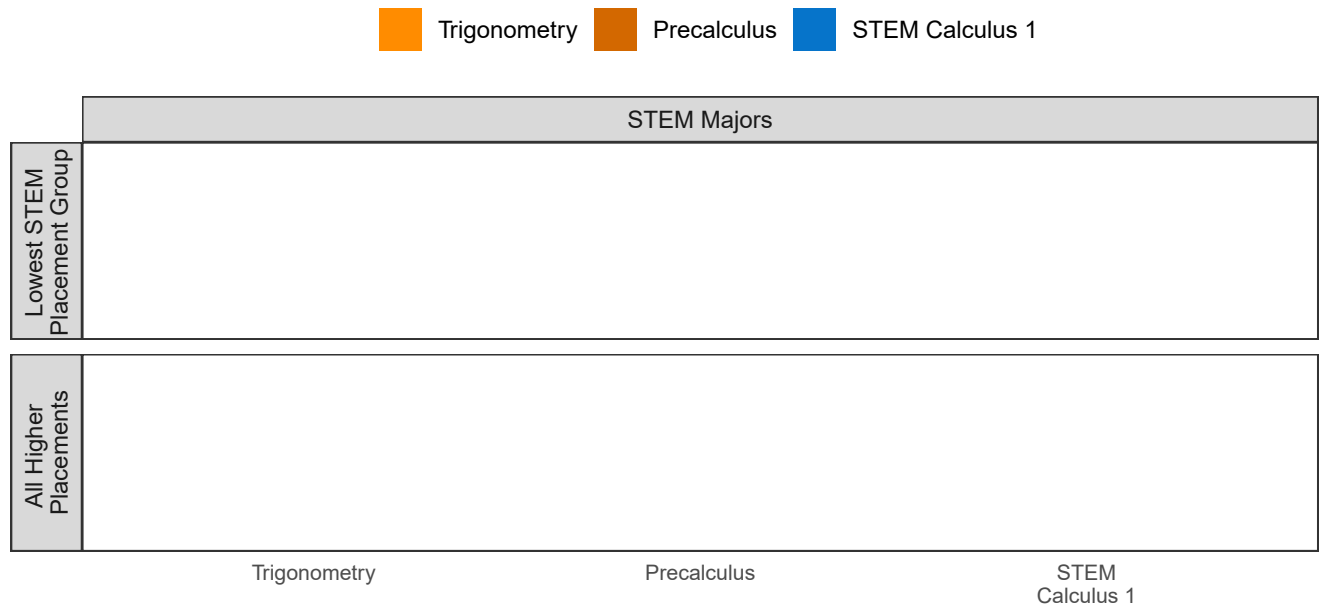 Trigonometry Precalculus STEM Calculus 1
STEM Majors
Lowest STEM
Placement Group
All Higher
Placements
Trigonometry Precalculus STEM
Calculus 1